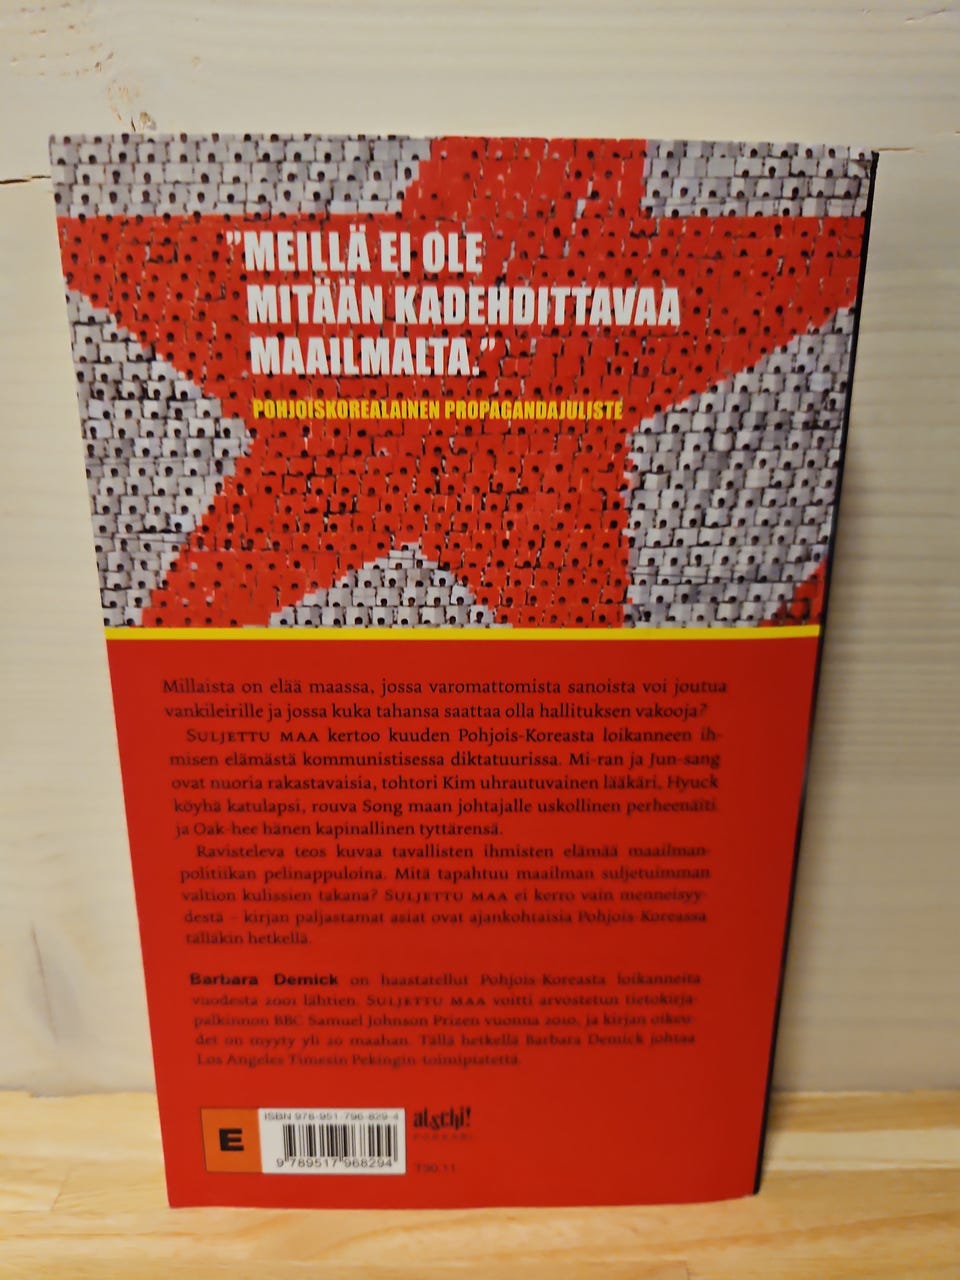 ”MEILLÄ EI OLE
MITÄÄN KADEHDITTAVAA
MAAILMALTA.”
POHJOISKOREALAINEN PROPAGANDAJULISTE
Millaista on elää maassa, jossa varomattomista sanoista voi joutua
vankileirille ja jossa kuka tahansa saattaa olla hallituksen vakooja?
SULJETTU MAA kertoo kuuden Pohjois-Koreasta loikanneen ih-
misen elämästä kommunistisessa diktatuurissa. Mi-ran ja Jun-sang
ovat nuoria rakastavaisia, tohtori Kim uhrautuvainen lääkäri, Hyuck
köyhä katulapsi, rouva Song maan johtajalle uskollinen perheenäiti
ja Oak-hee hänen kapinallinen tyttärensä.
Ravisteleva teos kuvaa tavallisten ihmisten elämää maailman-
politiikan pelinappuloina. Mitä tapahtuu maailman suljetuimman
valtion kulissien takana? SULJETTU MAA ei kerro vain menneisyy-
destä – kirjan paljastamat asiat ovat ajankohtaisia Pohjois-Koreassa
tälläkin hetkellä.
Barbara Demick on haastatellut Pohjois-Koreasta loikanneita
vuodesta 2001 lähtien. SULJETTU MAA voitti arvostetun tietokirja-
palkinnon BBC Samuel Johnson Prizen vuonna 2010, ja kirjan oikeu-
det on myyty yli 20 maahan. Tällä hetkellä Barbara Demick johtaa
Los Angeles Timesin Pekingin-toimipistettä.
ISBN 978-951-796-829-4
E
9 789517 968294
atschi!
POKKARI
T90.11